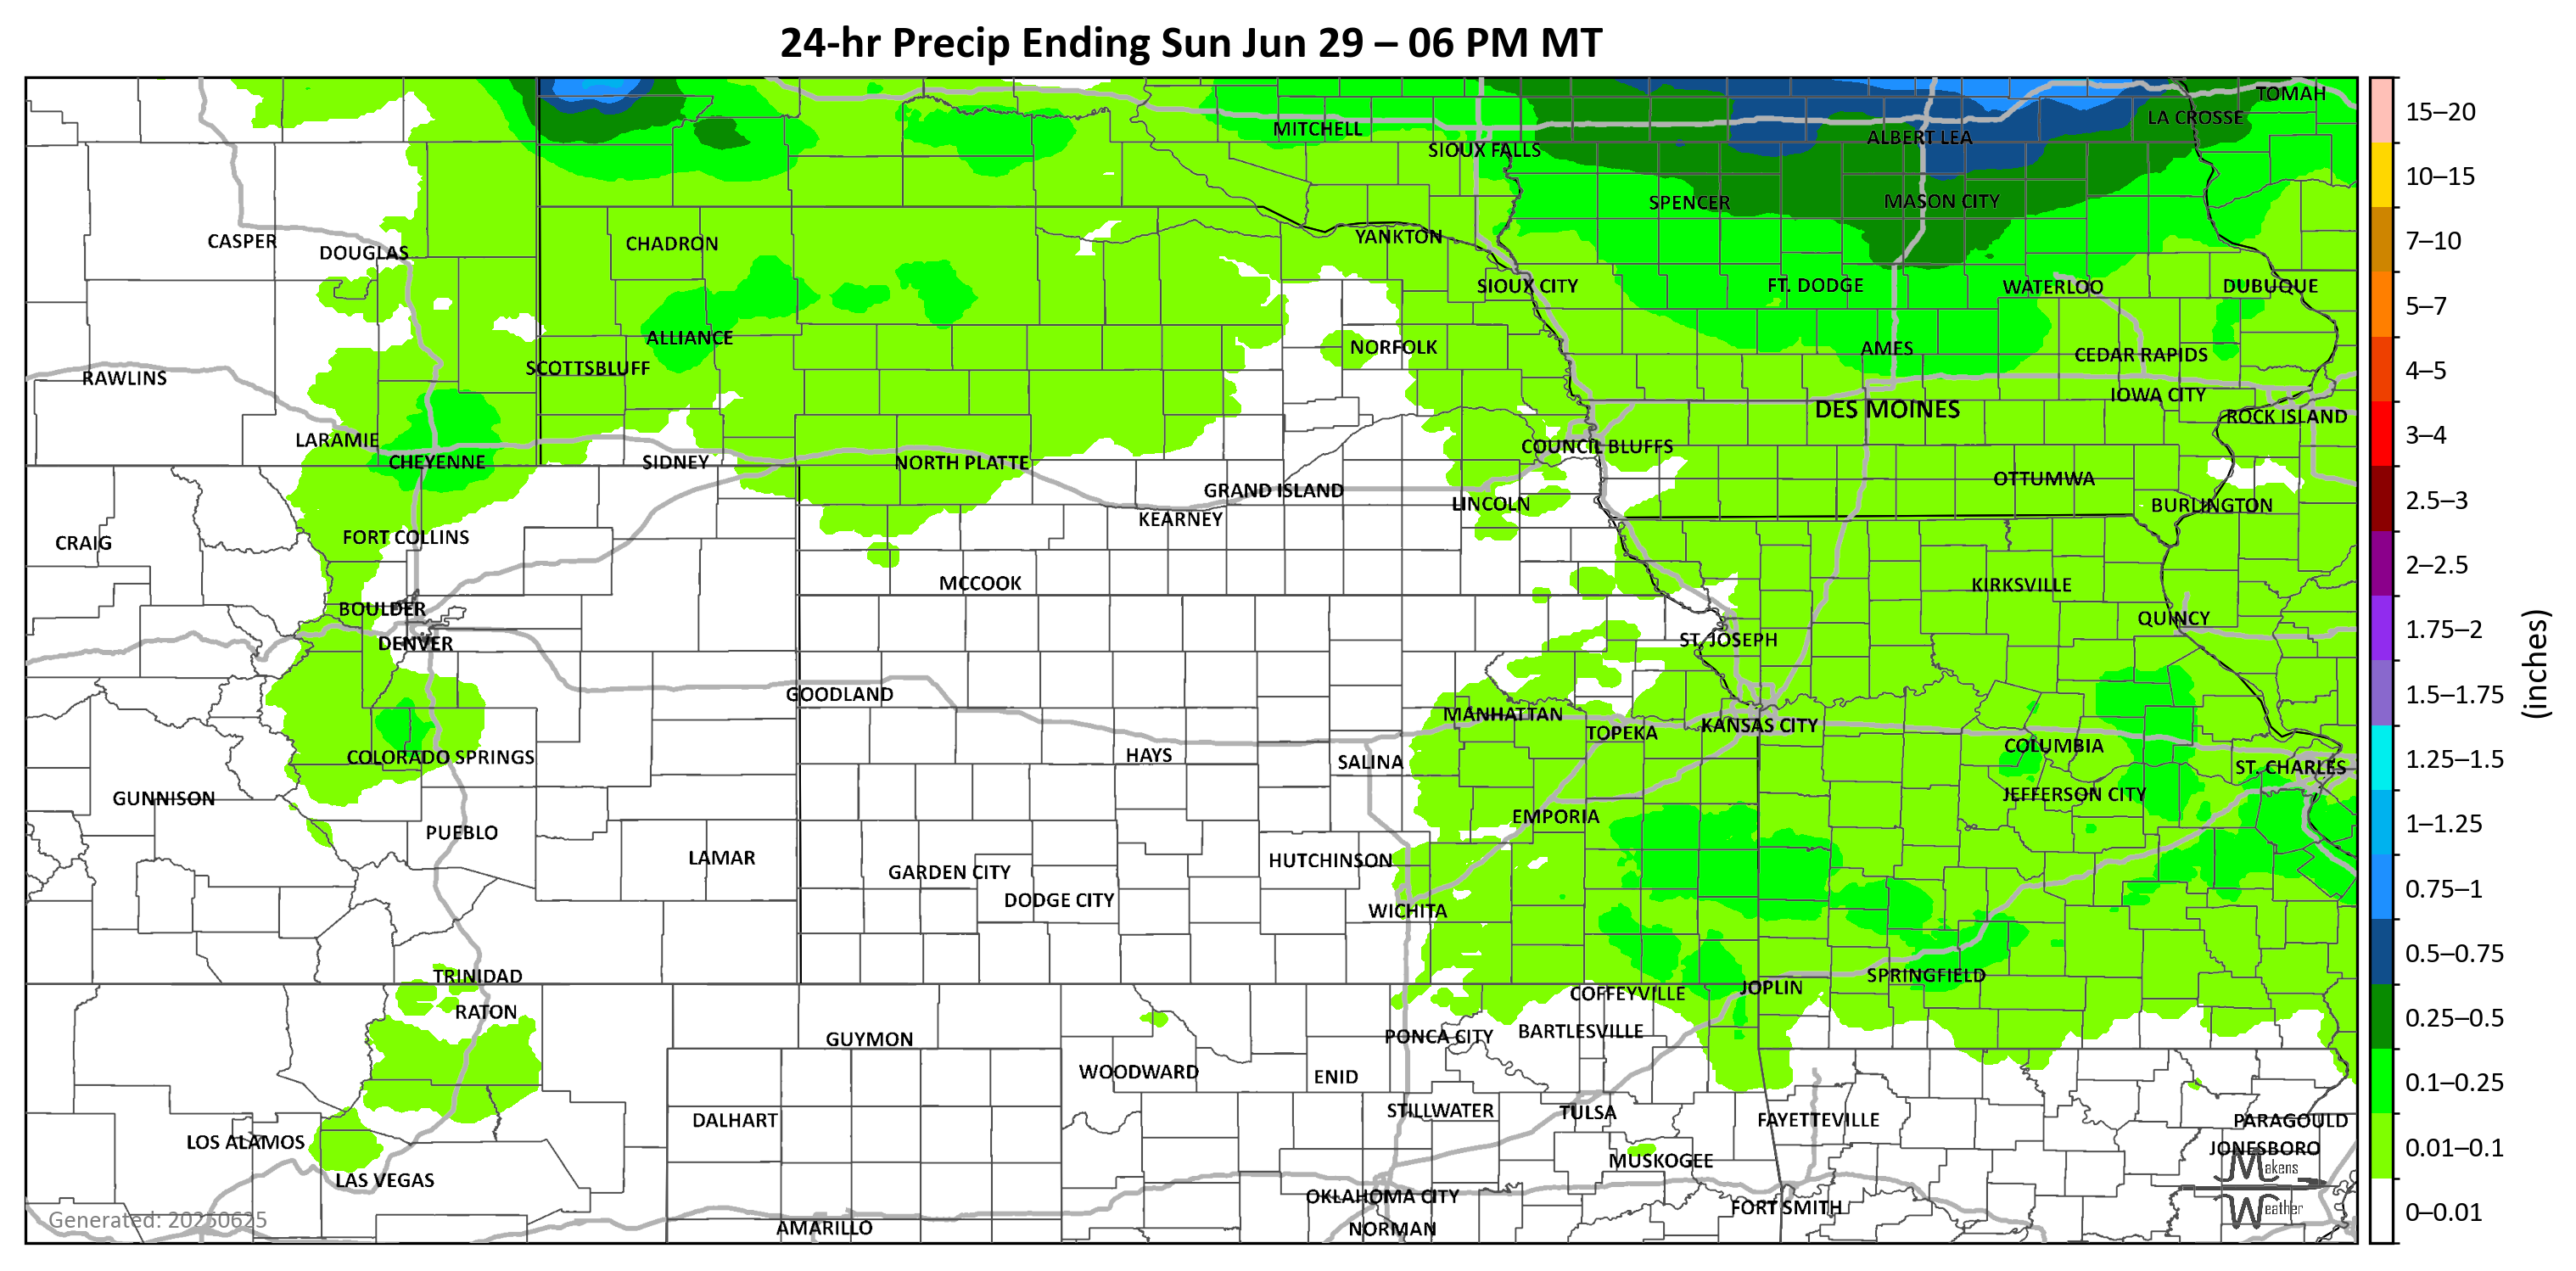 24-hr Precip Ending Sun Jun 29 – 06 PM MT
TOMAH
LA CROSSE
MITCHELL
ALBERT LEA
SIOUX FALLS
SPENCER
MASON CITY
CASPER
DOUGLAS
CHADRON
YANKTON
SIOUX CITY
FT. DODGE
WATERLOO
DUBUQUE
ALLIANCE
NORFOLK
AMES
CEDAR RAPIDS
SCOTTSBLUFF
RAWLINS
IOWA CITY
DES MOINES
ROCK ISLAND
LARAMIE
COUNCIL BLUFFS
CHEYENNE
SIDNEY
NORTH PLATTE
OTTUMWA
GRAND ISLAND
LINCOLN
BURLINGTON
KEARNEY
CRAIG
FORT COLLINS
MCCOOK
KIRKSVILLE
BOULDER
QUINCY
DENVER
ST. JOSEPH
GOODLAND
MANHATTAN
TOPEKA
KANSAS CITY
COLUMBIA
COLORADO SPRINGS
HAYS
SALINA
ST. CHARLES
GUNNISON
JEFFERSON CITY
PUEBLO
EMPORIA
LAMAR
HUTCHINSON
GARDEN CITY
DODGE CITY
WICHITA
TRINIDAD
SPRINGFIELD
COFFEYVILLE
JOPLIN
RATON
GUYMON
PONCA CITY
BARTLESVILLE
WOODWARD
ENID
DALHART
STILLWATER
TULSA
FAYETTEVILLE
PARAGOULD
LOS ALAMOS
JONESBORO
MUSKOGEE
LAS VEGAS
OKLAHOMA CITY
FORT SMITH
AMARILLO
NORMAN
Generated: 20250625
Makens
Weather
15–20
10–15
7–10
5–7
4–5
3–4
2.5–3
2–2.5
1.75–2
1.5–1.75
1.25–1.5
1–1.25
0.75–1
0.5–0.75
0.25–0.5
0.1–0.25
0.01–0.1
0–0.01
(inches)